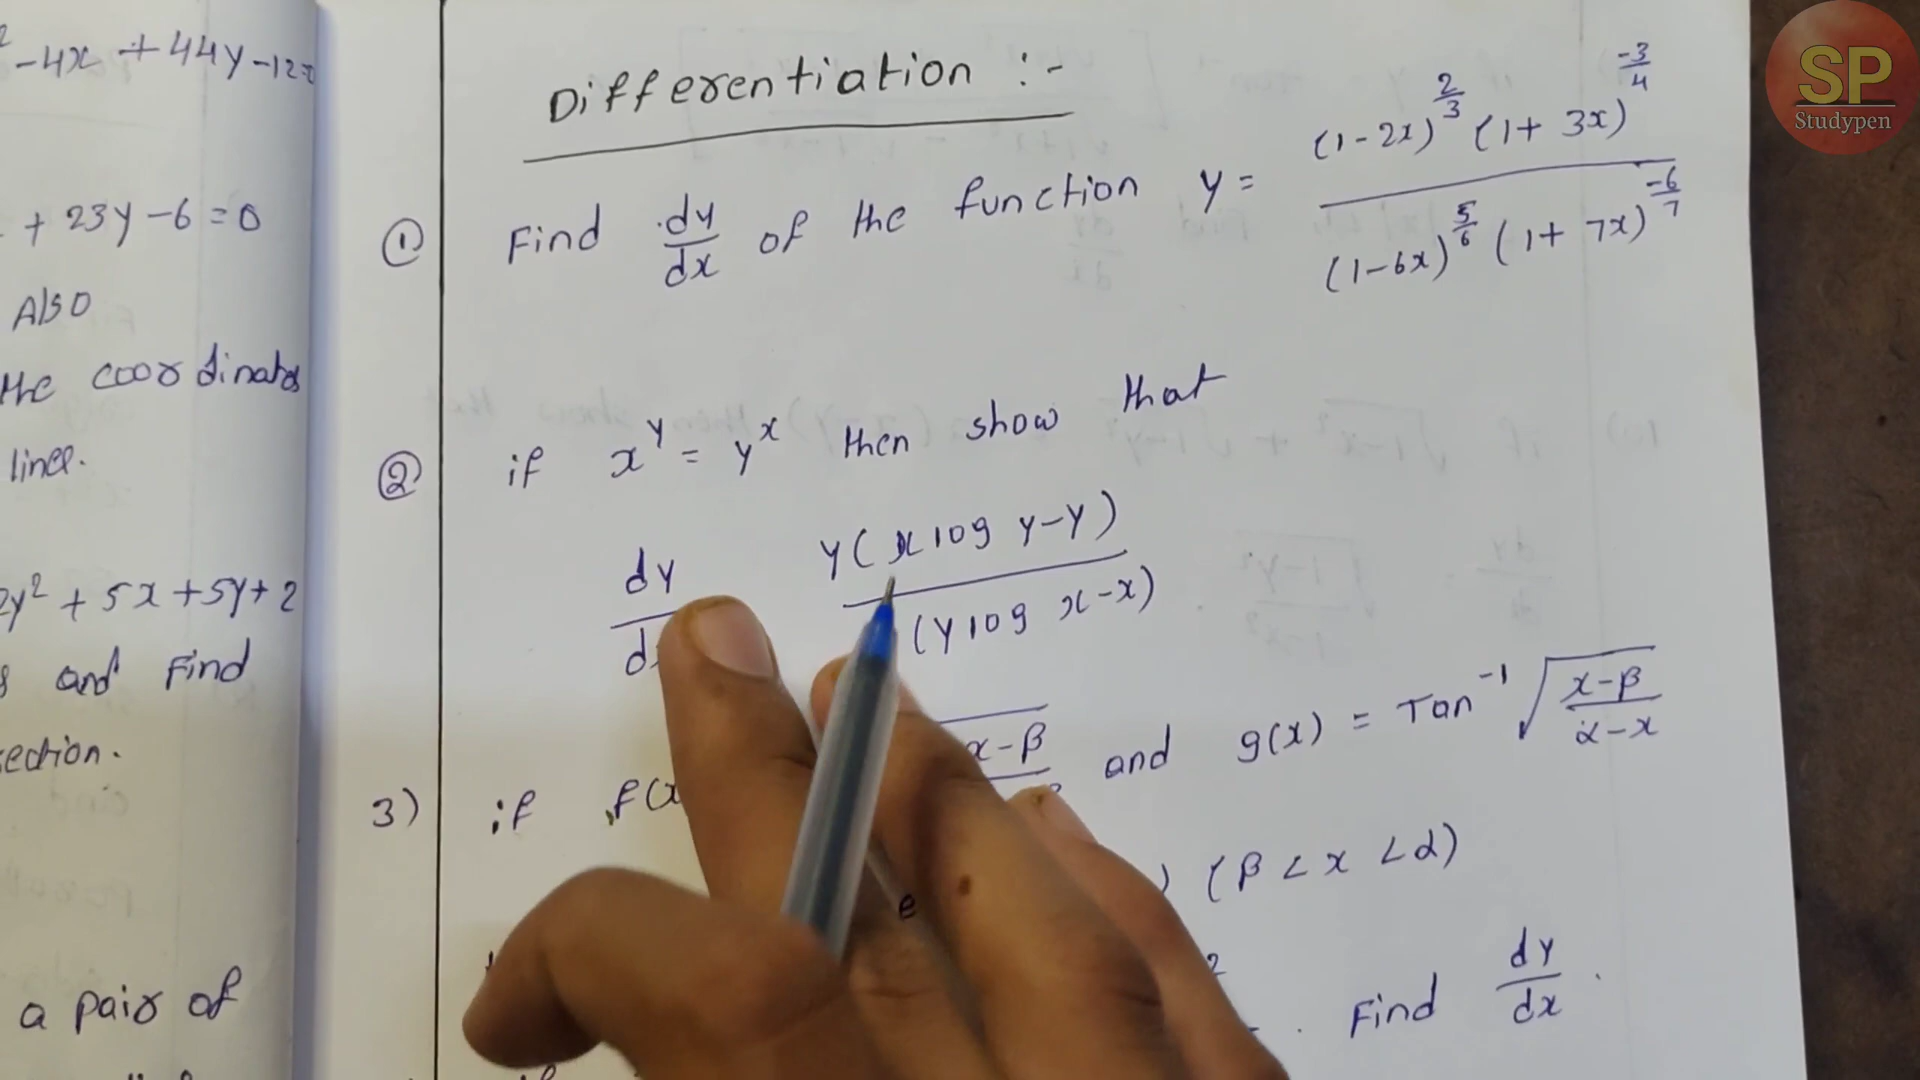 -4x + 44y - 12 =
+ 23y - 6 = 0
Also
the coordinates
line.
2y² + 5x + 5y + 2
and Find
section.
a pair of
Differentiation :-
① Find dy/dx of the function y = (1-2x)^(2/3) (1+3x)^(-3/4) / (1-6x)^(5/6) (1+7x)^(-6/7)
② if x^y = y^x then show that
dy/d y(x log y-y) / (y log x-x)
3) if f(x x-β and g(x) = Tan⁻¹ √(x-β / α-x)
) (β < x < α)
Find dy/dx .
SP
Studypen